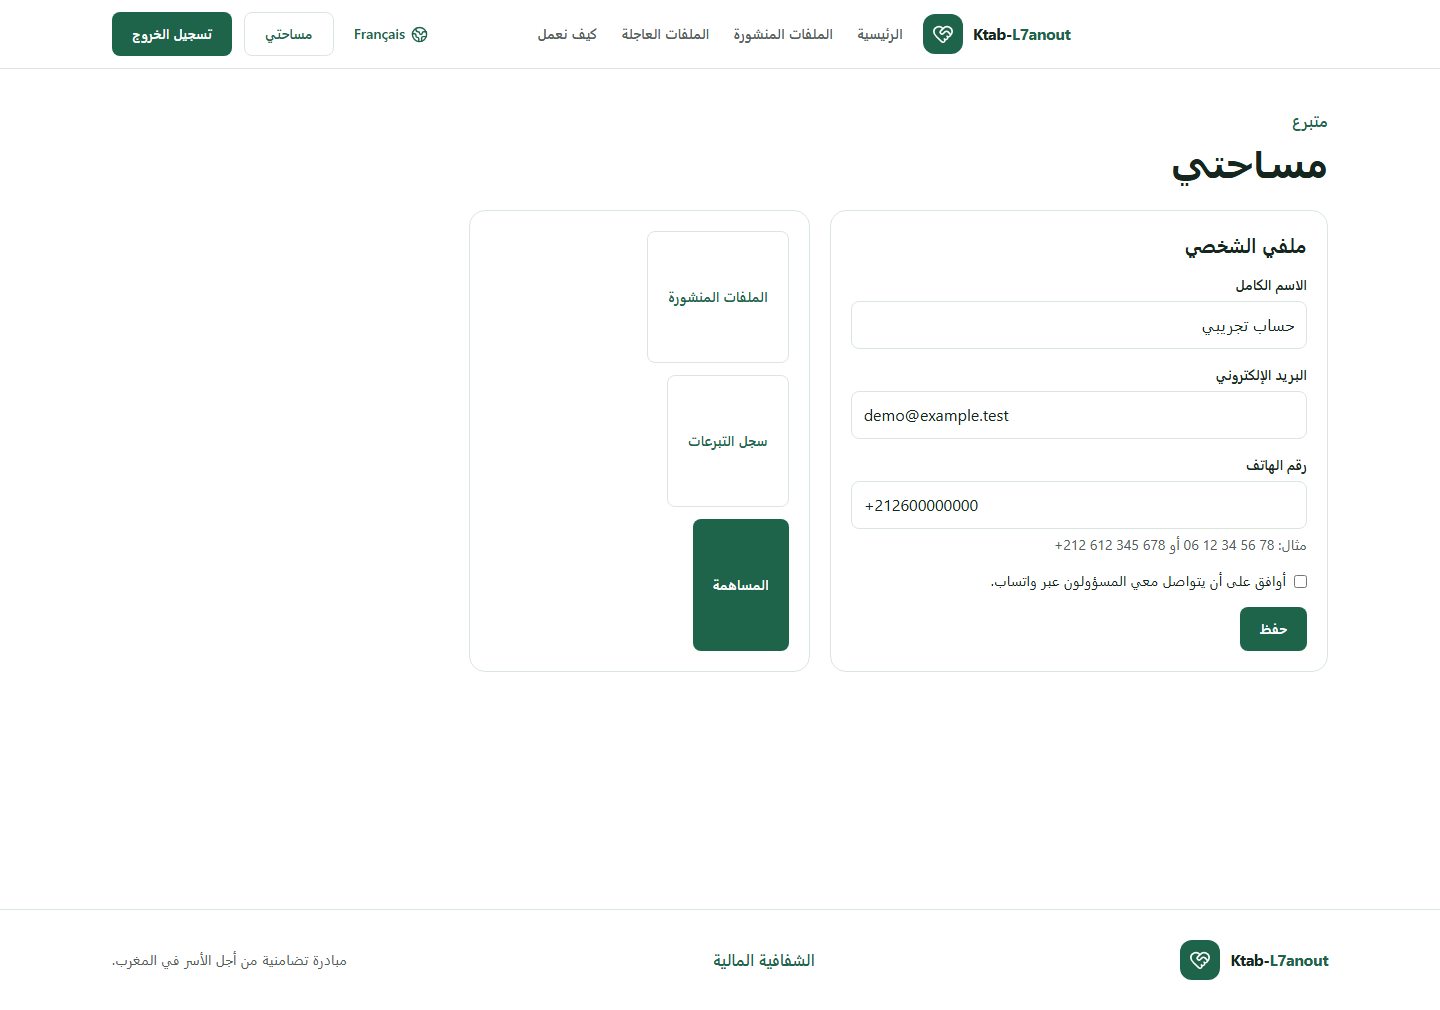 Ktab-L7anout
الرئيسية
الملفات المنشورة
الملفات العاجلة
كيف نعمل
Français
مساحتي
تسجيل الخروج
متبرع
مساحتي
ملفي الشخصي
الاسم الكامل
حساب تجريبي
البريد الإلكتروني
demo@example.test
رقم الهاتف
+212600000000
مثال: 78 56 34 12 06 أو 678 345 612 212+
أوافق على أن يتواصل معي المسؤولون عبر واتساب.
حفظ
الملفات المنشورة
سجل التبرعات
المساهمة
Ktab-L7anout
الشفافية المالية
مبادرة تضامنية من أجل الأسر في المغرب.